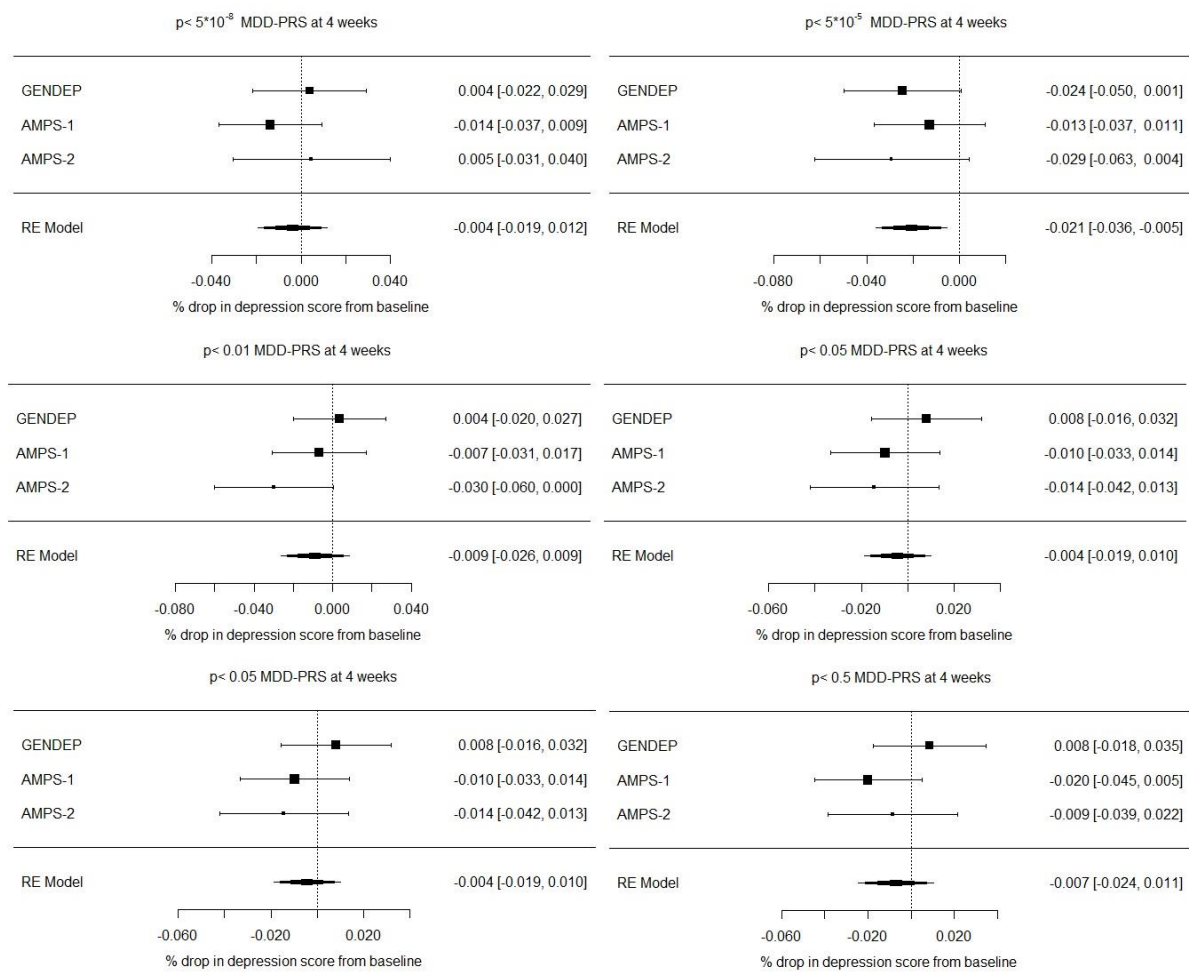 p< 5*10⁻⁸ MDD-PRS at 4 weeks
GENDEP 0.004 [-0.022, 0.029]
AMPS-1 -0.014 [-0.037, 0.009]
AMPS-2 0.005 [-0.031, 0.040]
RE Model -0.004 [-0.019, 0.012]
-0.040 0.000 0.040
% drop in depression score from baseline
p< 5*10⁻⁵ MDD-PRS at 4 weeks
GENDEP -0.024 [-0.050, 0.001]
AMPS-1 -0.013 [-0.037, 0.011]
AMPS-2 -0.029 [-0.063, 0.004]
RE Model -0.021 [-0.036, -0.005]
-0.080 -0.040 0.000
% drop in depression score from baseline
p< 0.01 MDD-PRS at 4 weeks
GENDEP 0.004 [-0.020, 0.027]
AMPS-1 -0.007 [-0.031, 0.017]
AMPS-2 -0.030 [-0.060, 0.000]
RE Model -0.009 [-0.026, 0.009]
-0.080 -0.040 0.000 0.040
% drop in depression score from baseline
p< 0.05 MDD-PRS at 4 weeks
GENDEP 0.008 [-0.016, 0.032]
AMPS-1 -0.010 [-0.033, 0.014]
AMPS-2 -0.014 [-0.042, 0.013]
RE Model -0.004 [-0.019, 0.010]
-0.060 -0.020 0.020
% drop in depression score from baseline
p< 0.05 MDD-PRS at 4 weeks
GENDEP 0.008 [-0.016, 0.032]
AMPS-1 -0.010 [-0.033, 0.014]
AMPS-2 -0.014 [-0.042, 0.013]
RE Model -0.004 [-0.019, 0.010]
-0.060 -0.020 0.020
% drop in depression score from baseline
p< 0.5 MDD-PRS at 4 weeks
GENDEP 0.008 [-0.018, 0.035]
AMPS-1 -0.020 [-0.045, 0.005]
AMPS-2 -0.009 [-0.039, 0.022]
RE Model -0.007 [-0.024, 0.011]
-0.060 -0.020 0.020
% drop in depression score from baseline